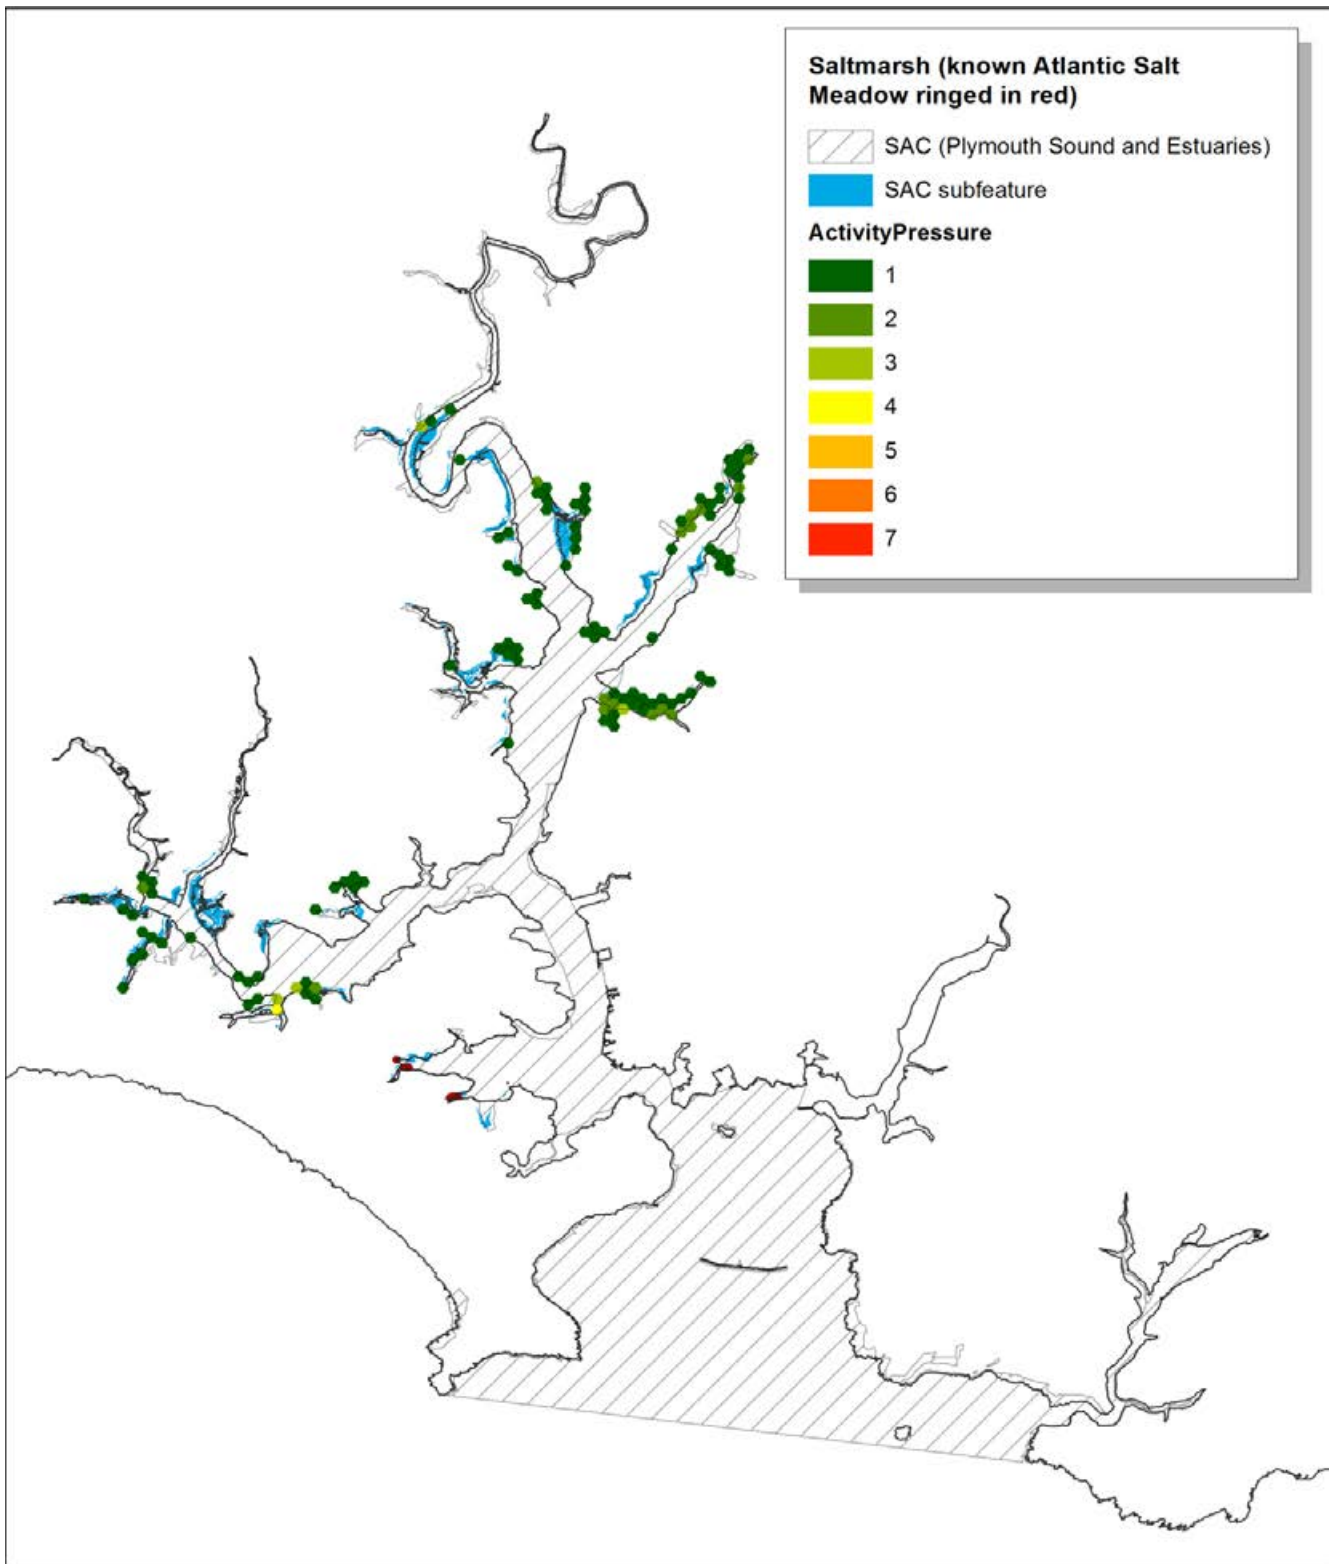 Saltmarsh (known Atlantic Salt
Meadow ringed in red)
SAC (Plymouth Sound and Estuaries)
SAC subfeature
ActivityPressure
1
2
3
4
5
6
7